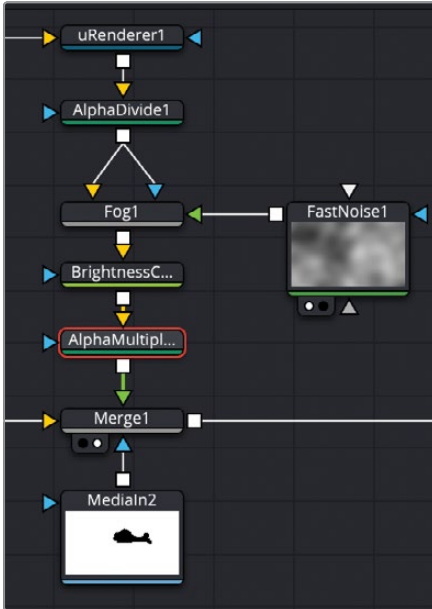 uRenderer1
AlphaDivide1
Fog1
FastNoise1
BrightnessC...
AlphaMultipl...
Merge1
MediaIn2